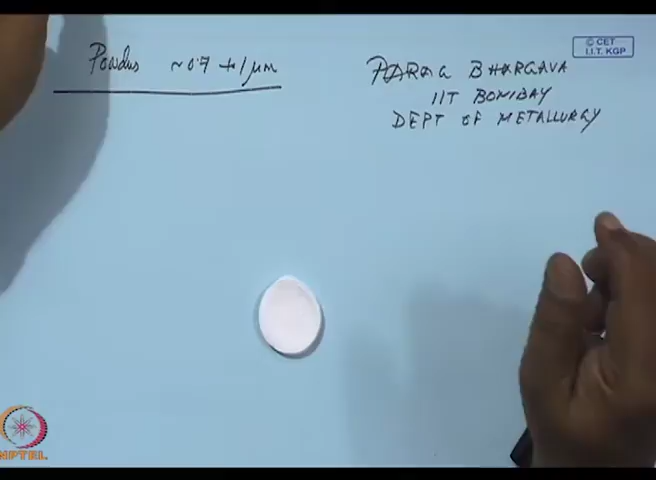 Powders ~0.7 + 1 μm
PARAG BHARGAVA
IIT BOMBAY
DEPT OF METALLURGY
© CET
I.I.T. KGP
NPTEL